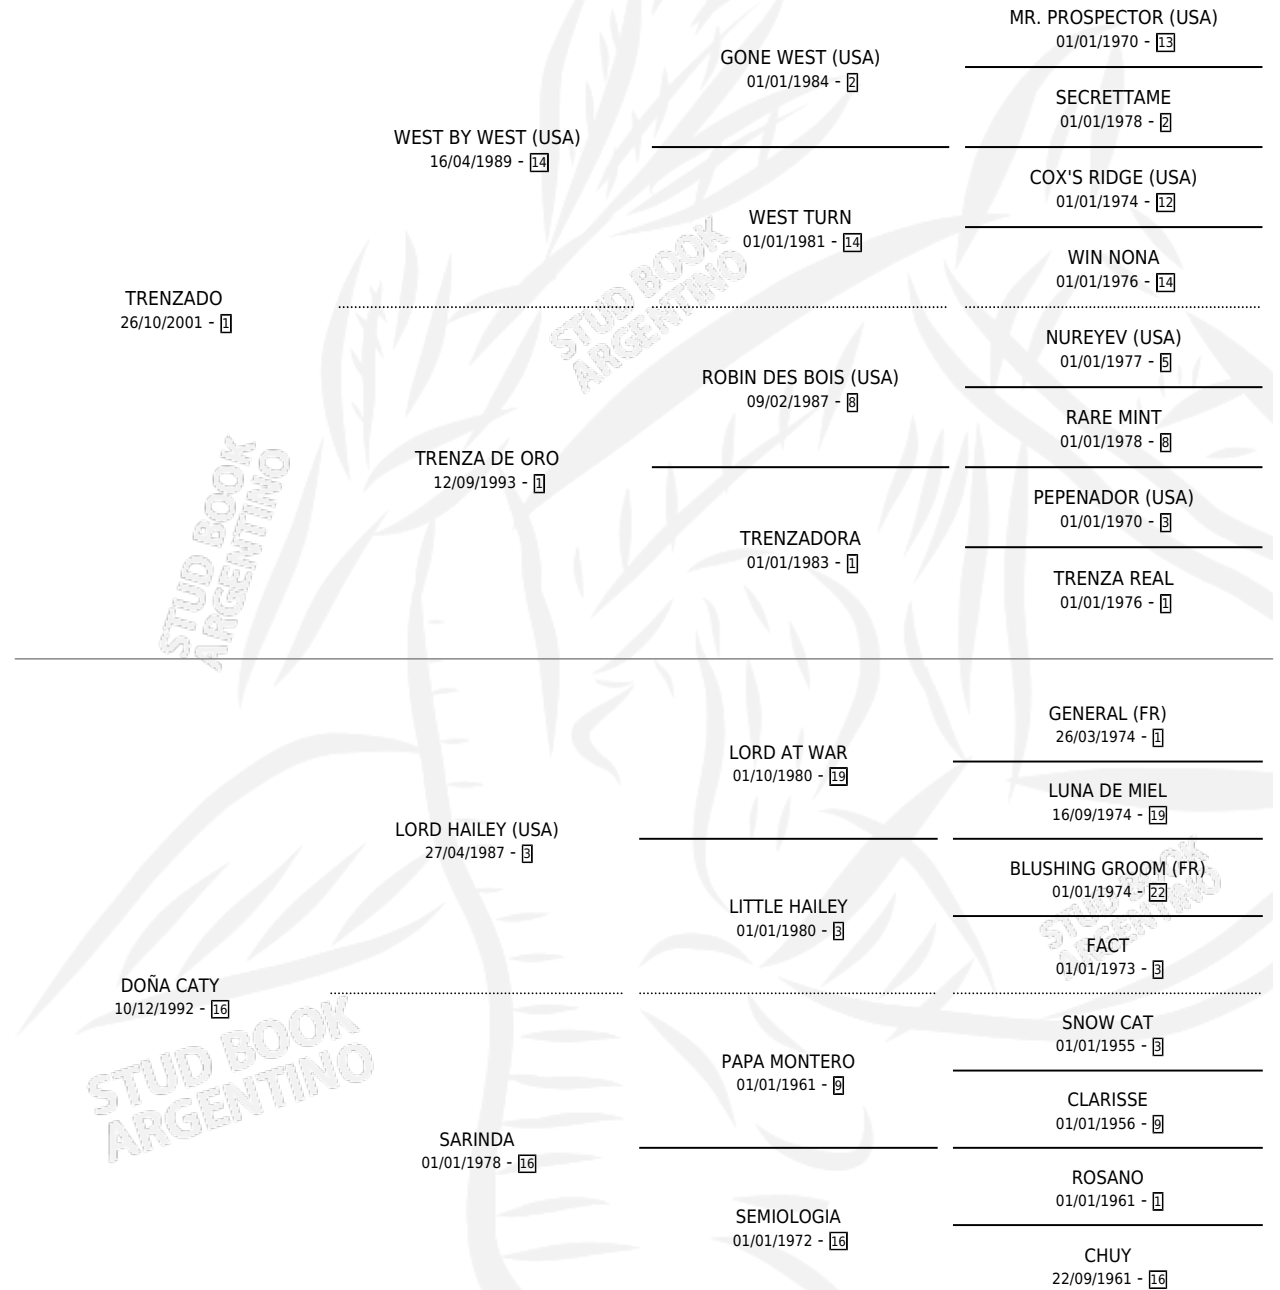 MR. PROSPECTOR (USA)
01/01/1970 - 13
GONE WEST (USA)
01/01/1984 - 2
SECRETTAME
01/01/1978 - 2
WEST BY WEST (USA)
16/04/1989 - 14
COX'S RIDGE (USA)
01/01/1974 - 12
WEST TURN
01/01/1981 - 14
WIN NONA
01/01/1976 - 14
TRENZADO
26/10/2001 - 1
NUREYEV (USA)
01/01/1977 - 5
ROBIN DES BOIS (USA)
09/02/1987 - 8
RARE MINT
01/01/1978 - 8
TRENZA DE ORO
12/09/1993 - 1
PEPENADOR (USA)
01/01/1970 - 3
TRENZADORA
01/01/1983 - 1
TRENZA REAL
01/01/1976 - 1
GENERAL (FR)
26/03/1974 - 1
LORD AT WAR
01/10/1980 - 19
LUNA DE MIEL
16/09/1974 - 19
LORD HAILEY (USA)
27/04/1987 - 3
BLUSHING GROOM (FR)
01/01/1974 - 22
LITTLE HAILEY
01/01/1980 - 3
FACT
01/01/1973 - 3
DOÑA CATY
10/12/1992 - 16
SNOW CAT
01/01/1955 - 3
PAPA MONTERO
01/01/1961 - 9
CLARISSE
01/01/1956 - 9
SARINDA
01/01/1978 - 16
ROSANO
01/01/1961 - 1
SEMIOLOGIA
01/01/1972 - 16
CHUY
22/09/1961 - 16
STUD BOOK
ARGENTINO
STUD BOOK
ARGENTINO
STUD BOOK
ARGENTINO
STUD BOOK
ARGENTINO